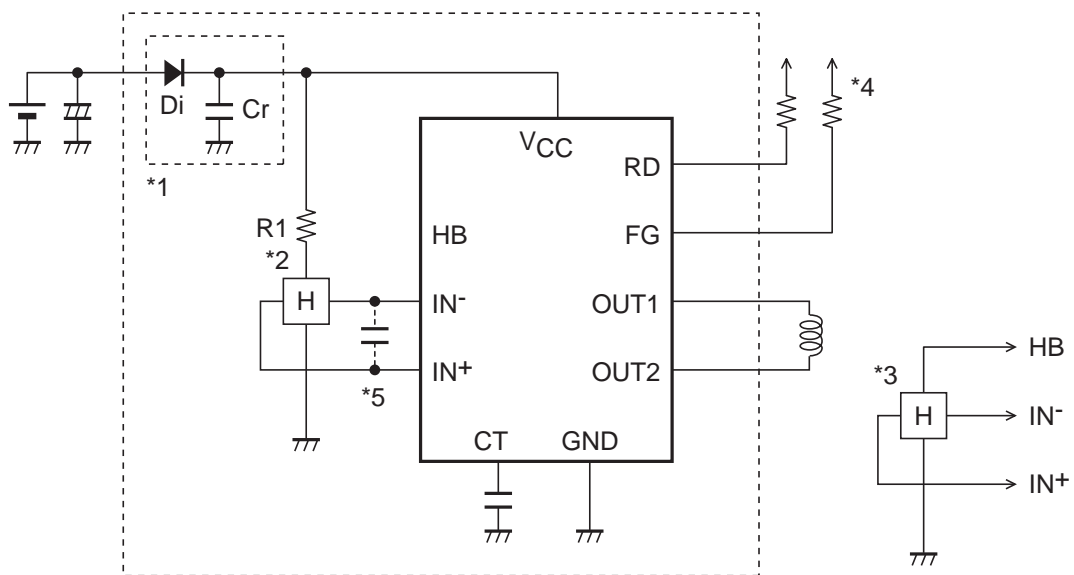 *4
Di
Cr
VCC
RD
*1
R1
HB
FG
*2
H
IN-
OUT1
HB
IN+
OUT2
*3
*5
H
IN-
CT
GND
IN+